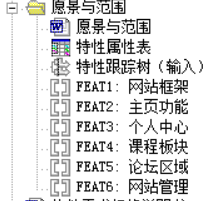 愿景与范围
愿景与范围
特性属性表
特性跟踪树（输入）
FEAT1: 网站框架
FEAT2: 主页功能
FEAT3: 个人中心
FEAT4: 课程板块
FEAT5: 论坛区域
FEAT6: 网站管理